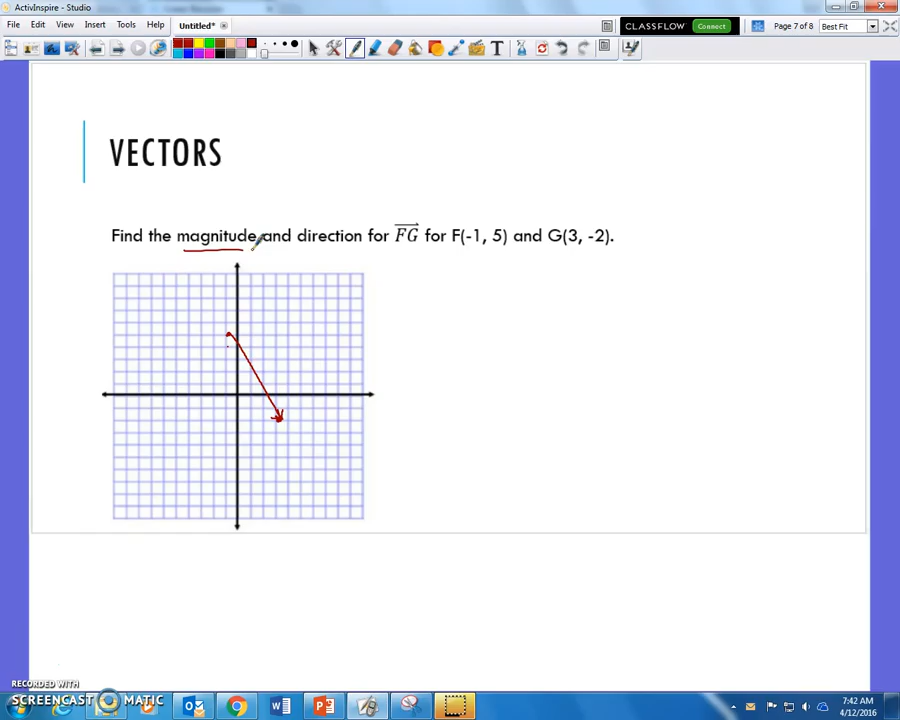 ActivInspire - Studio
File Edit View Insert Tools Help Untitled* CLASSFLOW Connect Page 7 of 8 Best Fit
VECTORS
Find the magnitude and direction for FG for F(-1, 5) and G(3, -2).
RECORDED WITH
SCREENCAST MATIC
7:42 AM
4/12/2016